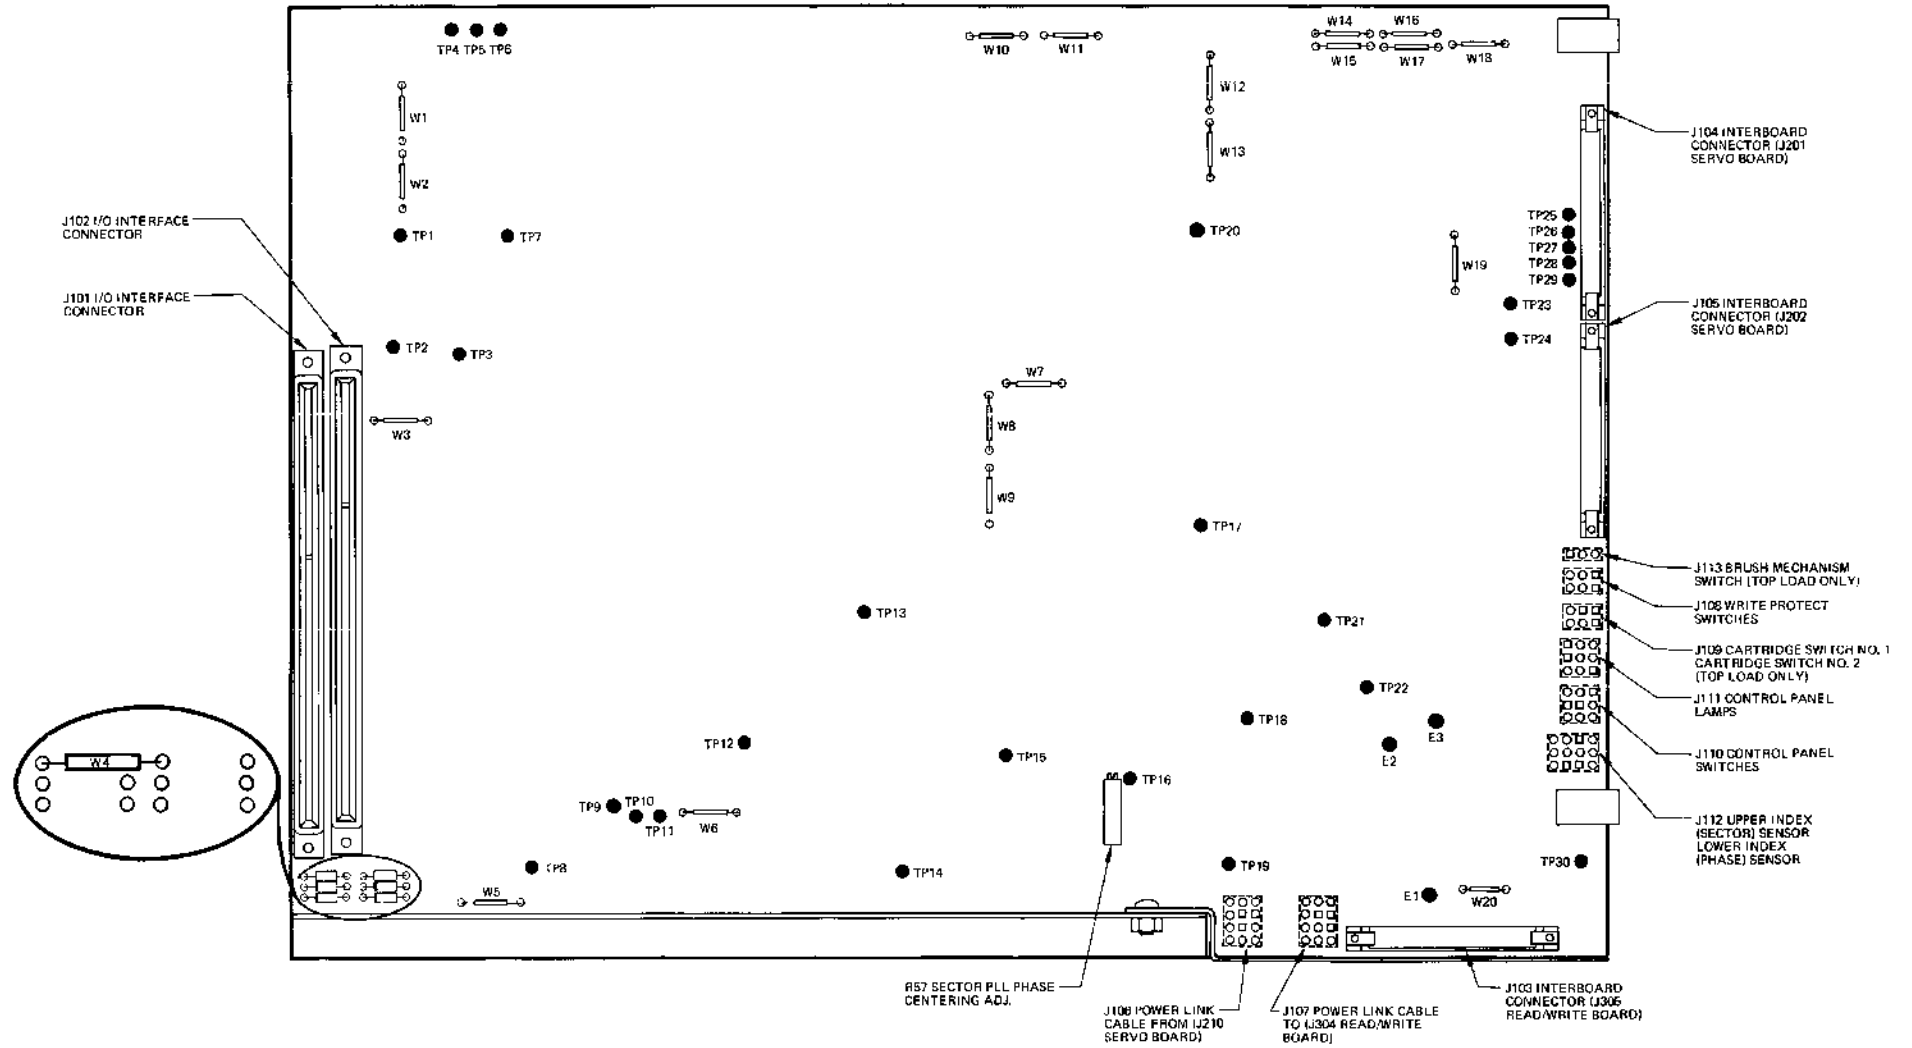 TP4 TP5 TP6
W10
W11
W14
W16
W15
W17
W18
W1
W2
W12
W13
J104 INTERBOARD
CONNECTOR (J201
SERVO BOARD)
J102 I/O INTERFACE
CONNECTOR
TP1
TP7
TP20
TP25
TP26
TP27
TP28
TP29
W19
J101 I/O INTERFACE
CONNECTOR
TP23
TP24
J105 INTERBOARD
CONNECTOR (J202
SERVO BOARD)
TP2
TP3
W7
W3
W8
W9
TP17
TP13
TP21
J113 BRUSH MECHANISM
SWITCH (TOP LOAD ONLY)
J108 WRITE PROTECT
SWITCHES
J109 CARTRIDGE SWITCH NO. 1
CARTRIDGE SWITCH NO. 2
(TOP LOAD ONLY)
J111 CONTROL PANEL
LAMPS
J110 CONTROL PANEL
SWITCHES
J112 UPPER INDEX
(SECTOR) SENSOR
LOWER INDEX
(PHASE) SENSOR
TP22
TP18
E3
E2
W4
TP12
TP15
TP16
TP9
TP10
TP11
W6
TP8
TP14
TP19
TP30
W5
E1
W20
R57 SECTOR PLL PHASE
CENTERING ADJ.
J106 POWER LINK
CABLE FROM (J210
SERVO BOARD)
J107 POWER LINK CABLE
TO (J304 READ/WRITE
BOARD)
J103 INTERBOARD
CONNECTOR (J305
READ/WRITE BOARD)